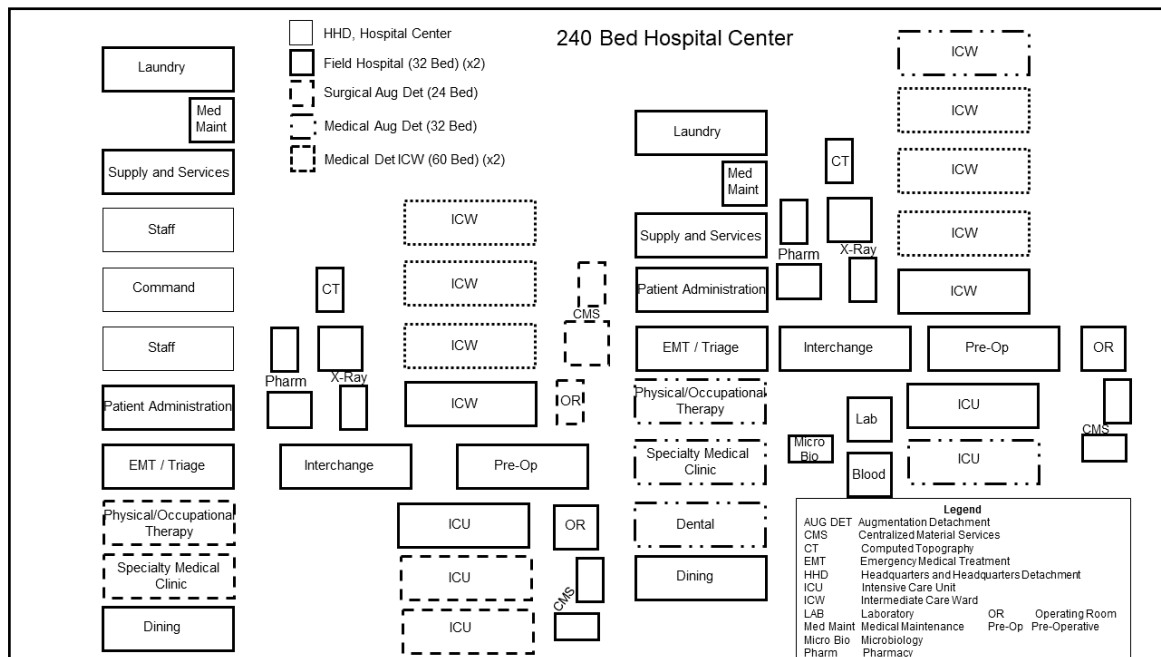 240 Bed Hospital Center
HHD, Hospital Center
Field Hospital (32 Bed) (x2)
Surgical Aug Det (24 Bed)
Medical Aug Det (32 Bed)
Medical Det ICW (60 Bed) (x2)
Laundry
Med
Maint
Supply and Services
Staff
Command
Staff
Patient Administration
EMT / Triage
Physical/Occupational
Therapy
Specialty Medical
Clinic
Dining
CT
Pharm
X-Ray
Interchange
ICW
ICW
ICW
ICW
Pre-Op
ICU
ICU
ICU
CMS
OR
OR
CMS
Laundry
Med
Maint
Supply and Services
Patient Administration
EMT / Triage
Physical/Occupational
Therapy
Specialty Medical
Clinic
Dental
Dining
CT
Pharm
X-Ray
Interchange
ICW
ICW
ICW
ICW
ICW
Pre-Op
OR
ICU
ICU
CMS
Lab
Micro
Bio
Blood
Legend
AUG DET Augmentation Detachment
CMS Centralized Material Services
CT Computed Topography
EMT Emergency Medical Treatment
HHD Headquarters and Headquarters Detachment
ICU Intensive Care Unit
ICW Intermediate Care Ward
LAB Laboratory OR Operating Room
Med Maint Medical Maintenance Pre-Op Pre-Operative
Micro Bio Microbiology
Pharm Pharmacy